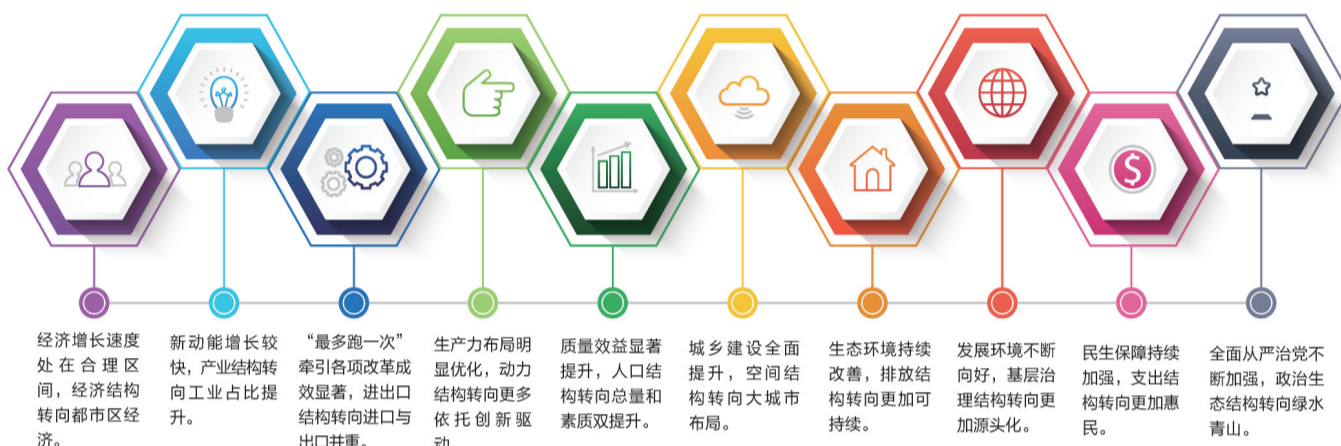 经济增长速度
处在合理区
间，经济结构
转向都市区经
济。
新动能增长较
快，产业结构转
向工业占比提
升。
“最多跑一次”
牵引各项改革成
效显著，进出口
结构转向进口与
出口并重。
生产力布局明
显优化，动力
结构转向更多
依托创新驱
动
质量效益显著
提升，人口结
构转向总量和
素质双提升。
城乡建设全面
提升，空间结
构转向大城市
布局。
生态环境持续
改善，排放结
构转向更加可
持续。
发展环境不断
向好，基层治
理结构转向更
加源头化。
民生保障持续
加强，支出结
构转向更加惠
民。
全面从严治党不
断加强，政治生
态结构转向绿水
青山。